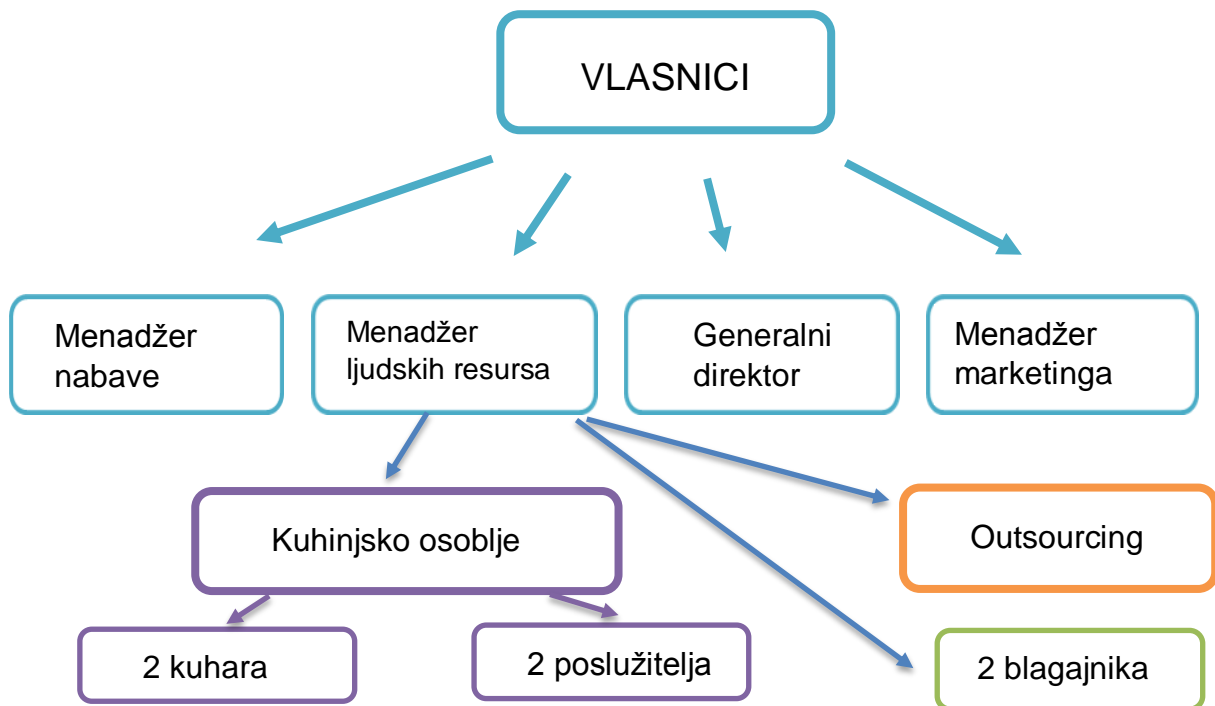 VLASNICI
Menadžer
nabave
Menadžer
ljudskih resursa
Generalni
direktor
Menadžer
marketinga
Kuhinjsko osoblje
Outsourcing
2 kuhara
2 poslužitelja
2 blagajnika